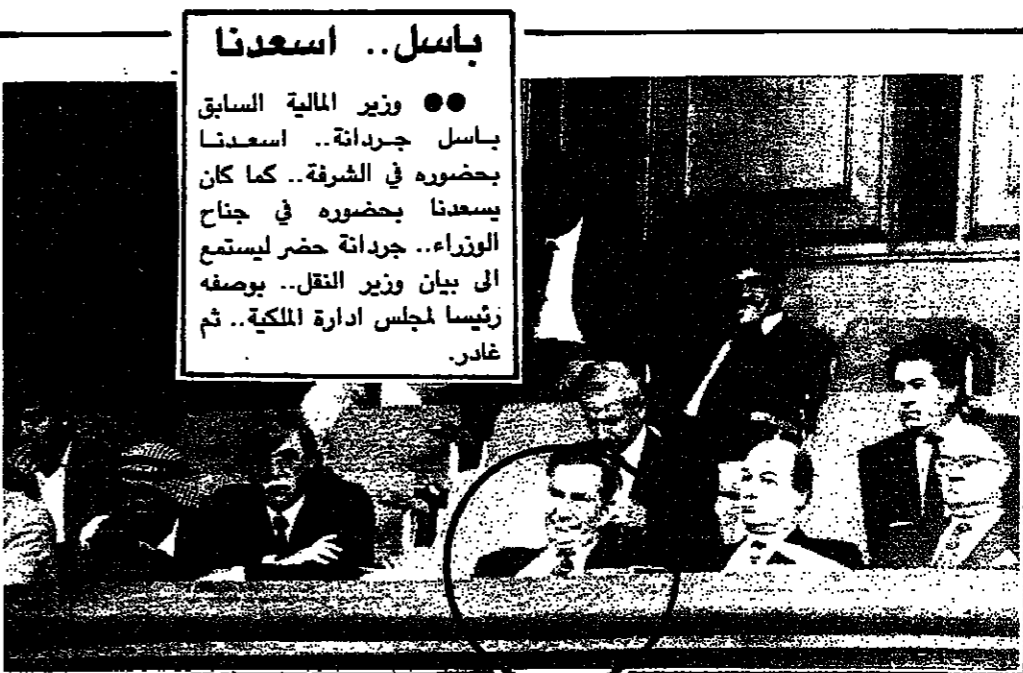 باسل.. اسعدنا
●● وزير المالية السابق
باسل جردانة.. اسعدنا
بحضوره في الشرفة.. كما كان
يسعدنا بحضوره في جناح
الوزراء.. جردانة حضر ليستمع
الى بيان وزير النقل.. بوصفه
رئيسا لمجلس ادارة الملكية.. ثم
غادر.